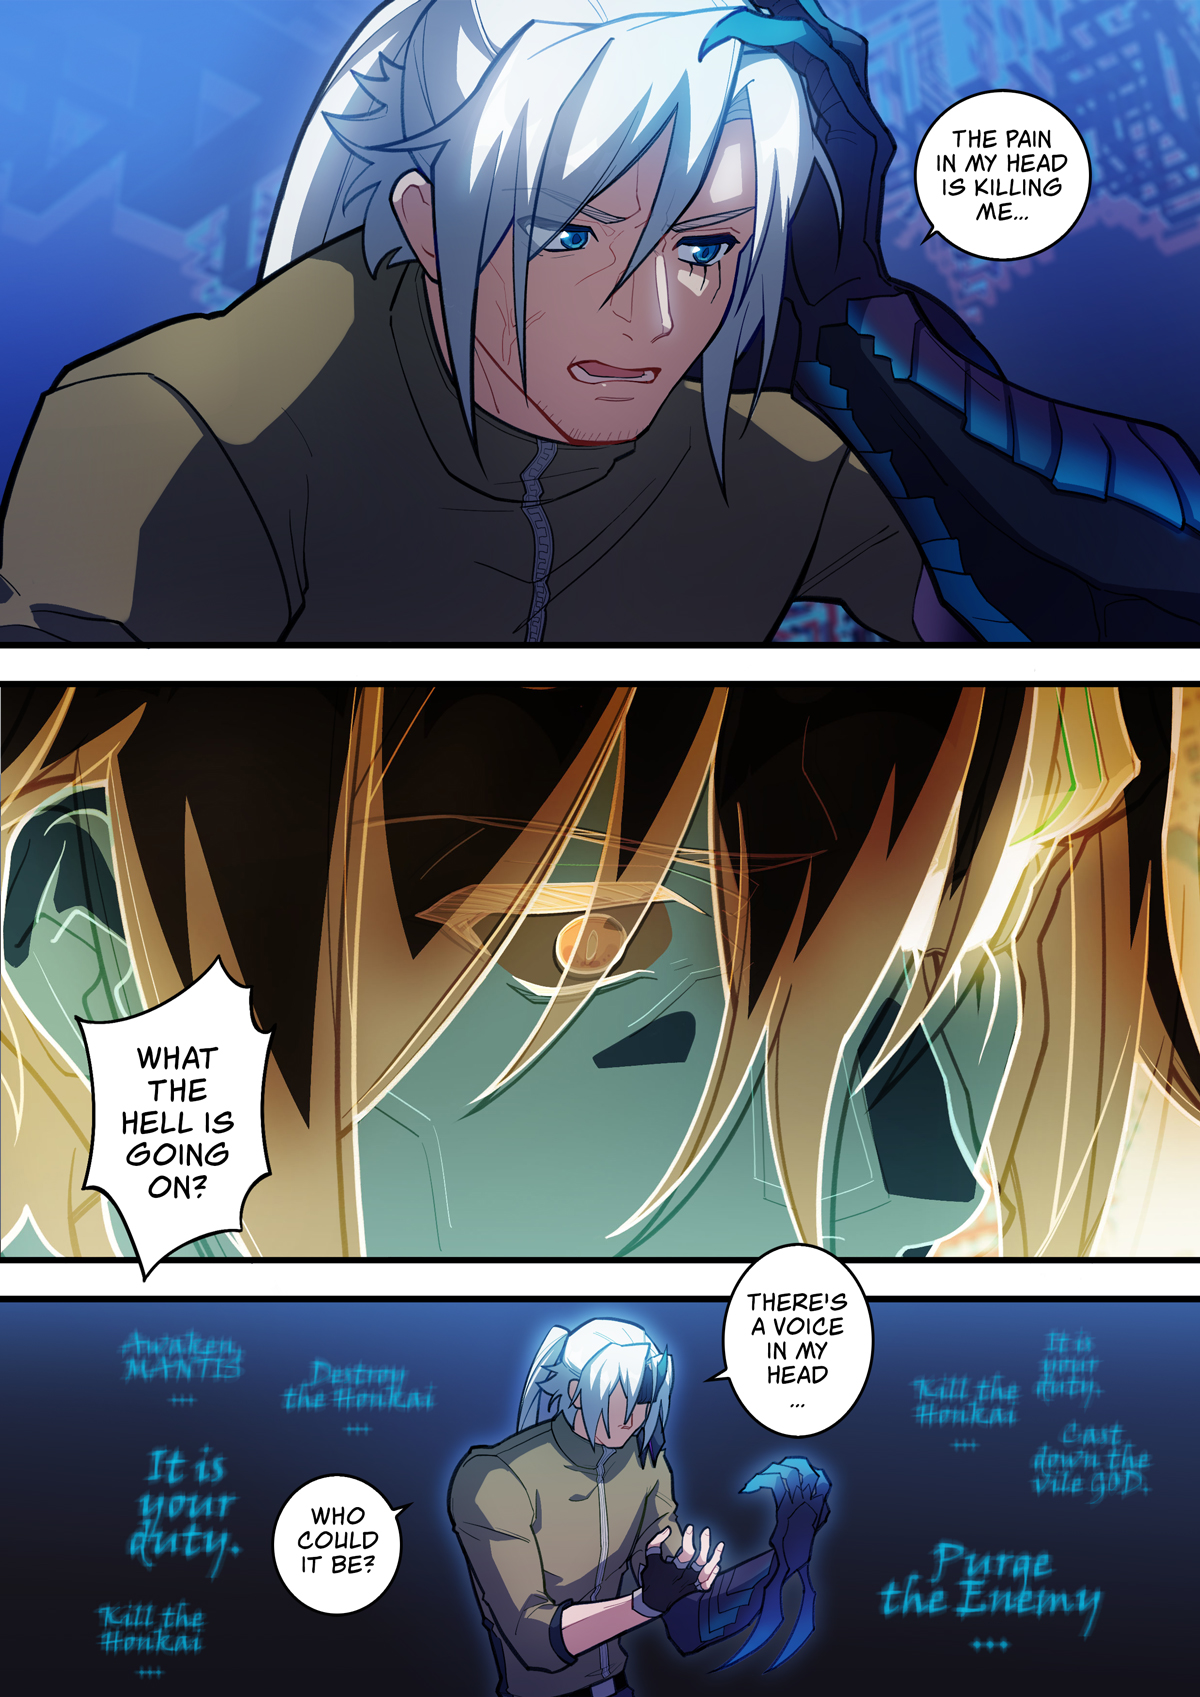 THE PAIN
IN MY HEAD
IS KILLING
ME...
WHAT
THE
HELL IS
GOING
ON?
THERE'S
A VOICE
IN MY
HEAD
...
Awaken,
MANTIS
...
Destroy
the Honkai
...
It is
your
duty.
Kill the
Honkai
...
WHO
COULD
IT BE?
Kill the
Honkai
...
It is
your
duty.
Cast
down the
vile gOD.
Purge
the Enemy
...